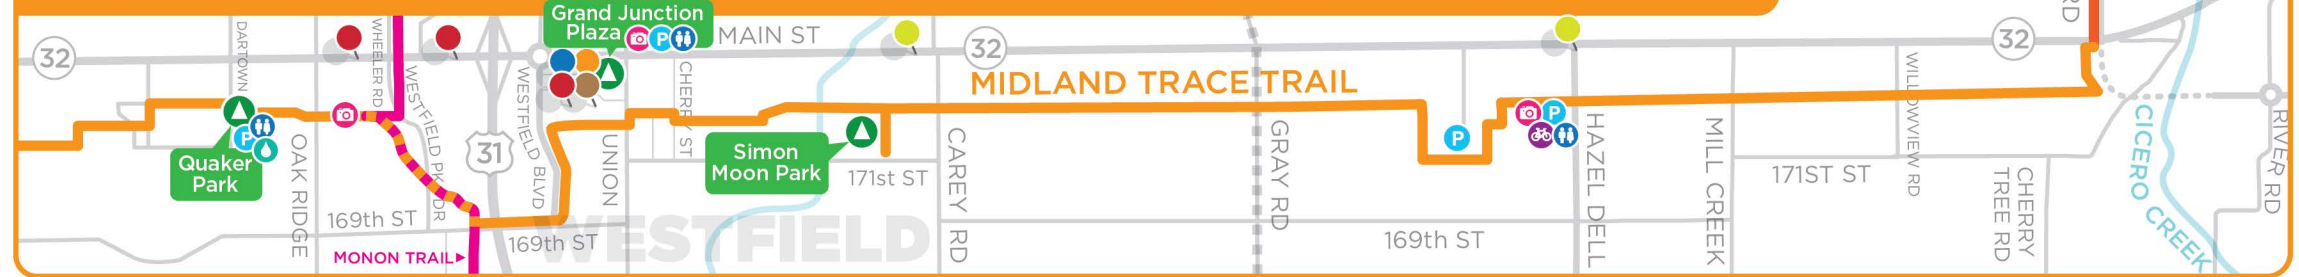 Grand Junction
Plaza
P
MAIN ST
RD
32
32
32
DARTOWN
WHEELER RD
WESTFIELD PK DR
WESTFIELD BLVD
CHERRY ST
MIDLAND TRACE TRAIL
WILLOWVIEW RD
P
Quaker
Park
OAK RIDGE
31
UNION
Simon
Moon Park
171st ST
CAREY RD
GRAY RD
P
P
HAZEL DELL
MILL CREEK
171ST ST
CHERRY
TREE RD
CICERO CREEK
RIVER RD
169th ST
169th ST
WESTFIELD
169th ST
MONON TRAIL